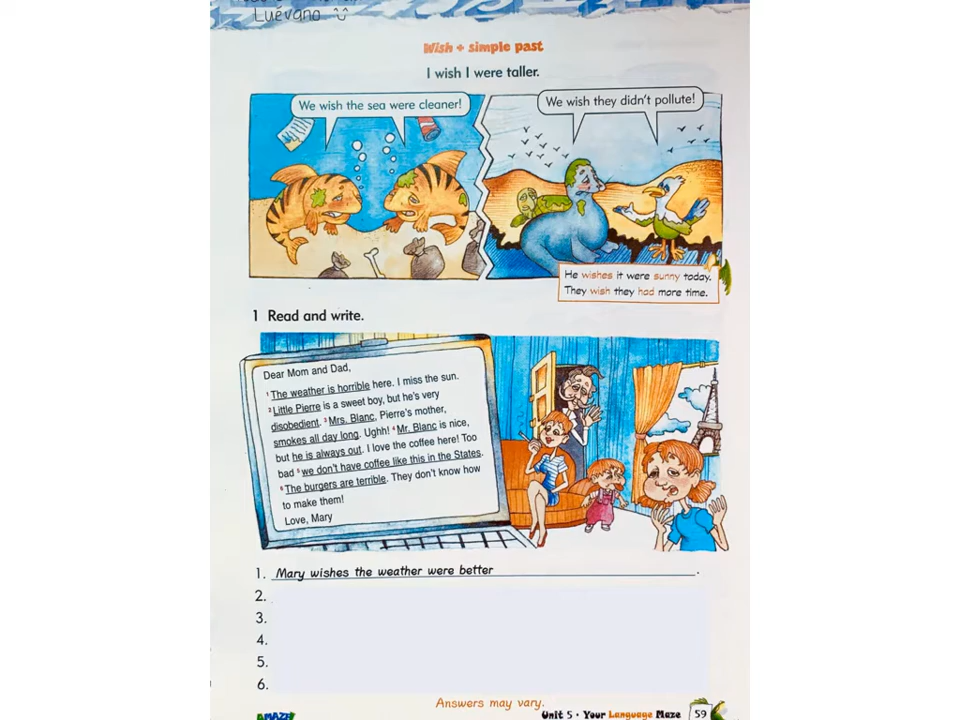 Luévano
Wish + simple past
I wish I were taller.
We wish the sea were cleaner!
We wish they didn't pollute!
He wishes it were sunny today.
They wish they had more time.
1 Read and write.
Dear Mom and Dad,
1 The weather is horrible here. I miss the sun.
2 Little Pierre is a sweet boy, but he's very
disobedient. 3 Mrs. Blanc, Pierre's mother,
smokes all day long. Ughh! 4 Mr. Blanc is nice,
but he is always out. I love the coffee here! Too
bad 5 we don't have coffee like this in the States.
6 The burgers are terrible. They don't know how
to make them!
Love, Mary
1. Mary wishes the weather were better.
2.
3.
4.
5.
6.
Answers may vary.
AMAZE
Unit 5 • Your Language Maze 59